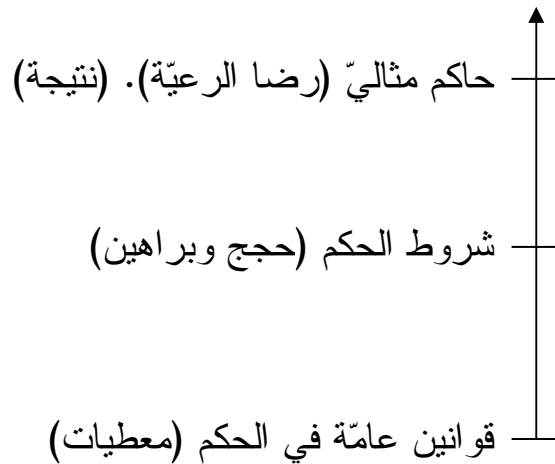 حاكم مثاليّ (رضا الرعيّة). (نتيجة)
شروط الحكم (حجج وبراهين)
قوانين عامّة في الحكم (معطيات)